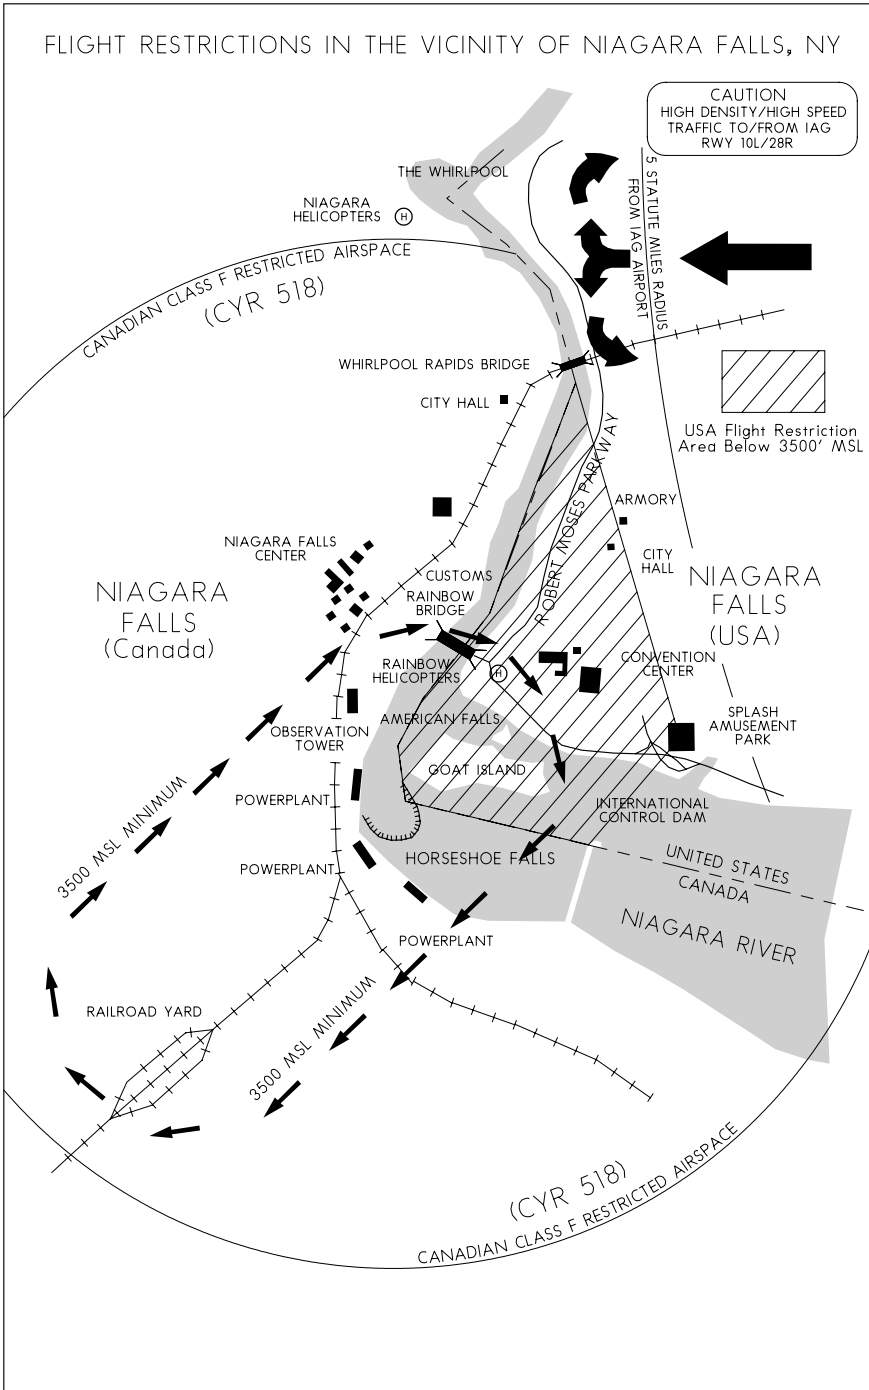 FLIGHT RESTRICTIONS IN THE VICINITY OF NIAGARA FALLS, NY
CAUTION
HIGH DENSITY/HIGH SPEED
TRAFFIC TO/FROM IAG
RWY 10L/28R
THE WHIRLPOOL
NIAGARA
HELICOPTERS
H
5 STATUTE MILES RADIUS
FROM IAG AIRPORT
CANADIAN CLASS F RESTRICTED AIRSPACE
(CYR 518)
WHIRLPOOL RAPIDS BRIDGE
CITY HALL
USA Flight Restriction
Area Below 3500' MSL
ROBERT MOSES PARKWAY
ARMORY
CITY
HALL
NIAGARA FALLS
CENTER
CUSTOMS
RAINBOW
BRIDGE
NIAGARA
FALLS
(Canada)
NIAGARA
FALLS
(USA)
RAINBOW
HELICOPTERS
H
CONVENTION
CENTER
AMERICAN FALLS
OBSERVATION
TOWER
SPLASH
AMUSEMENT
PARK
GOAT ISLAND
POWERPLANT
INTERNATIONAL
CONTROL DAM
3500 MSL MINIMUM
HORSESHOE FALLS
POWERPLANT
UNITED STATES
CANADA
NIAGARA RIVER
POWERPLANT
RAILROAD YARD
3500 MSL MINIMUM
(CYR 518)
CANADIAN CLASS F RESTRICTED AIRSPACE